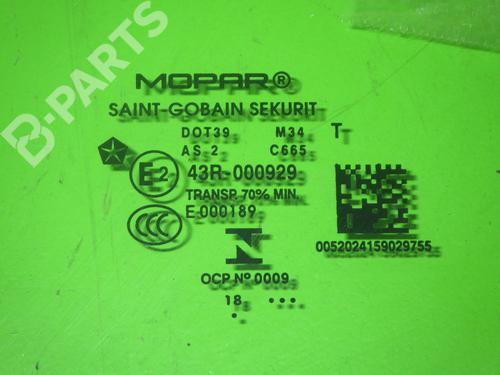 B-PARTS
MOPAR®
SAINT-GOBAIN SEKURIT
DOT39 M34 T
AS 2 C665
E2 43R-000929
TRANSP. 70% MIN.
CCC E 000189
N
0052024159029755
OCP Nº 0009
18 ....
.